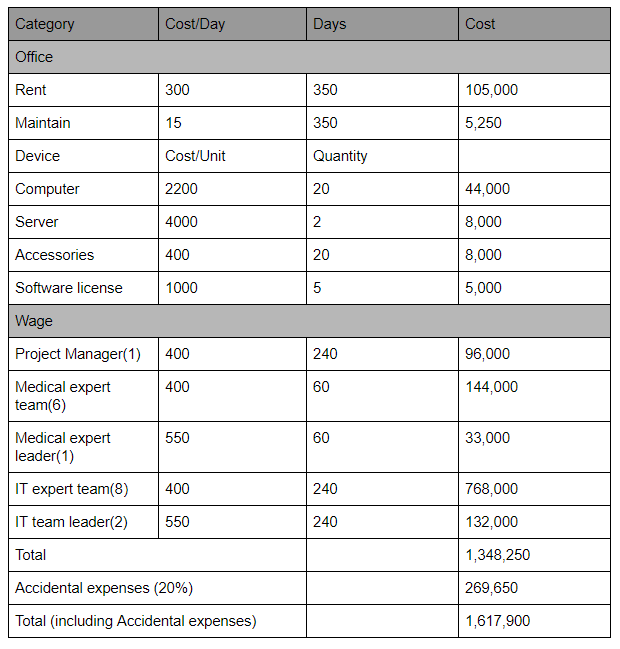 Category Cost/Day Days Cost
Office
Rent 300 350 105,000
Maintain 15 350 5,250
Device Cost/Unit Quantity
Computer 2200 20 44,000
Server 4000 2 8,000
Accessories 400 20 8,000
Software license 1000 5 5,000
Wage
Project Manager(1) 400 240 96,000
Medical expert 400 60 144,000
team(6)
Medical expert 550 60 33,000
leader(1)
IT expert team(8) 400 240 768,000
IT team leader(2) 550 240 132,000
Total 1,348,250
Accidental expenses (20%) 269,650
Total (including Accidental expenses) 1,617,900